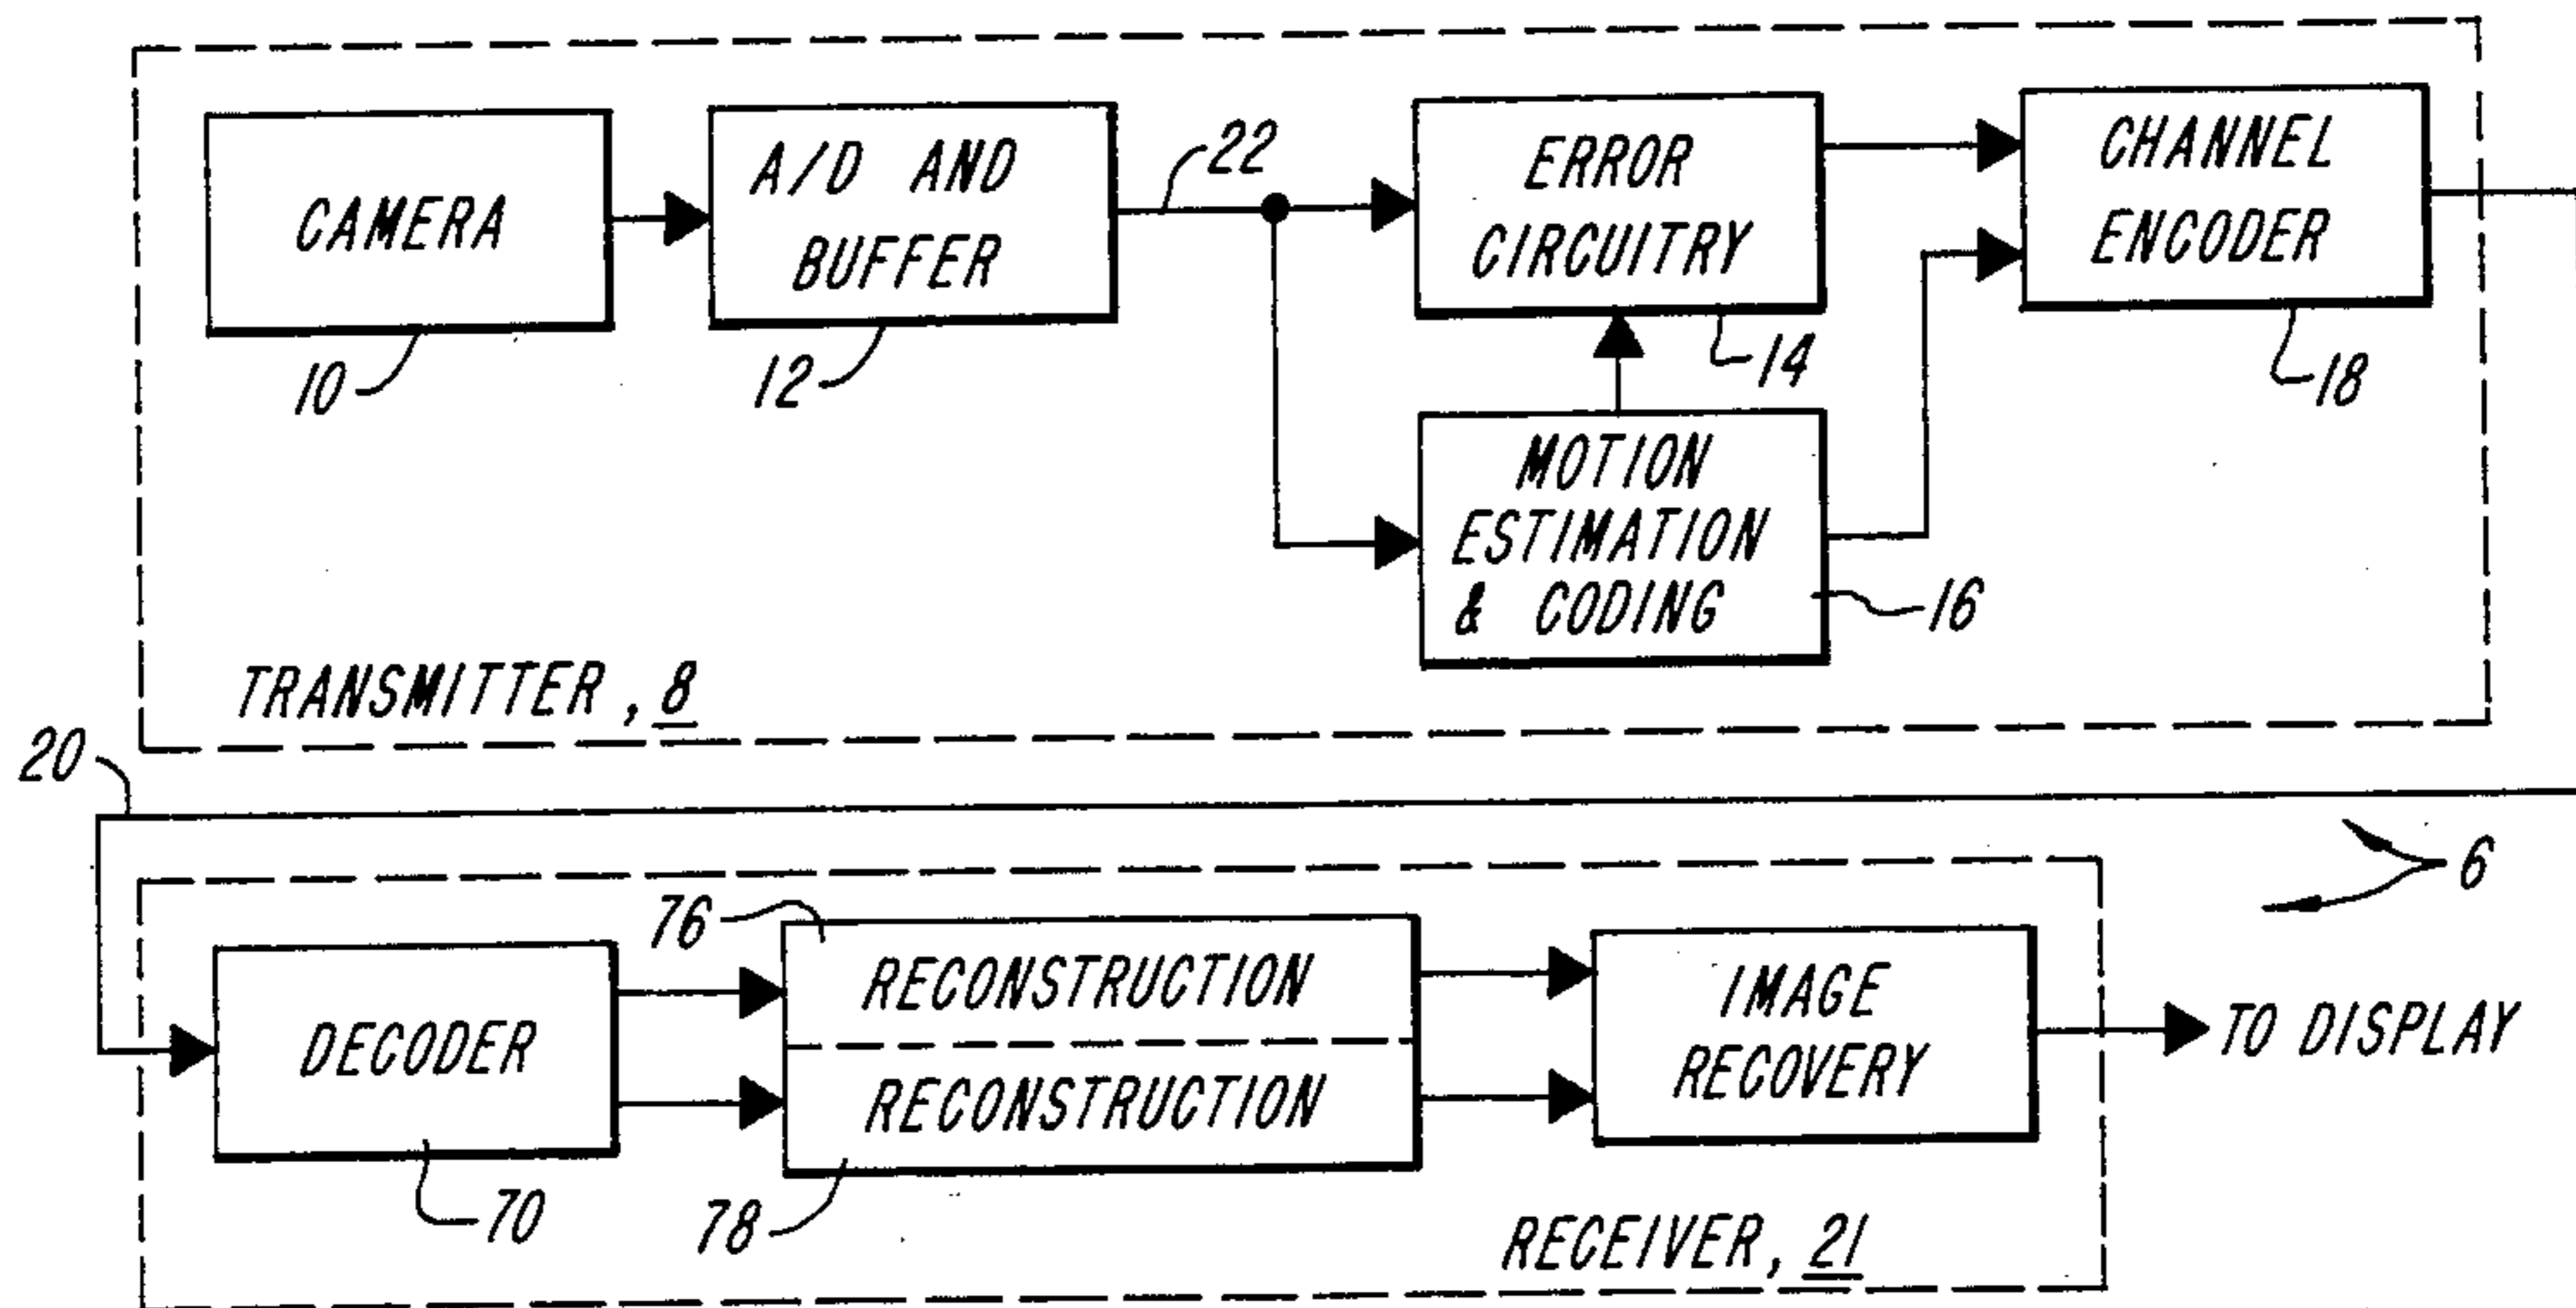 CAMERA
10
A/D AND
BUFFER
12
22
ERROR
CIRCUITRY
14
CHANNEL
ENCODER
18
MOTION
ESTIMATION
& CODING
16
TRANSMITTER, 8
20
6
DECODER
70
76
RECONSTRUCTION
RECONSTRUCTION
78
IMAGE
RECOVERY
TO DISPLAY
RECEIVER, 21